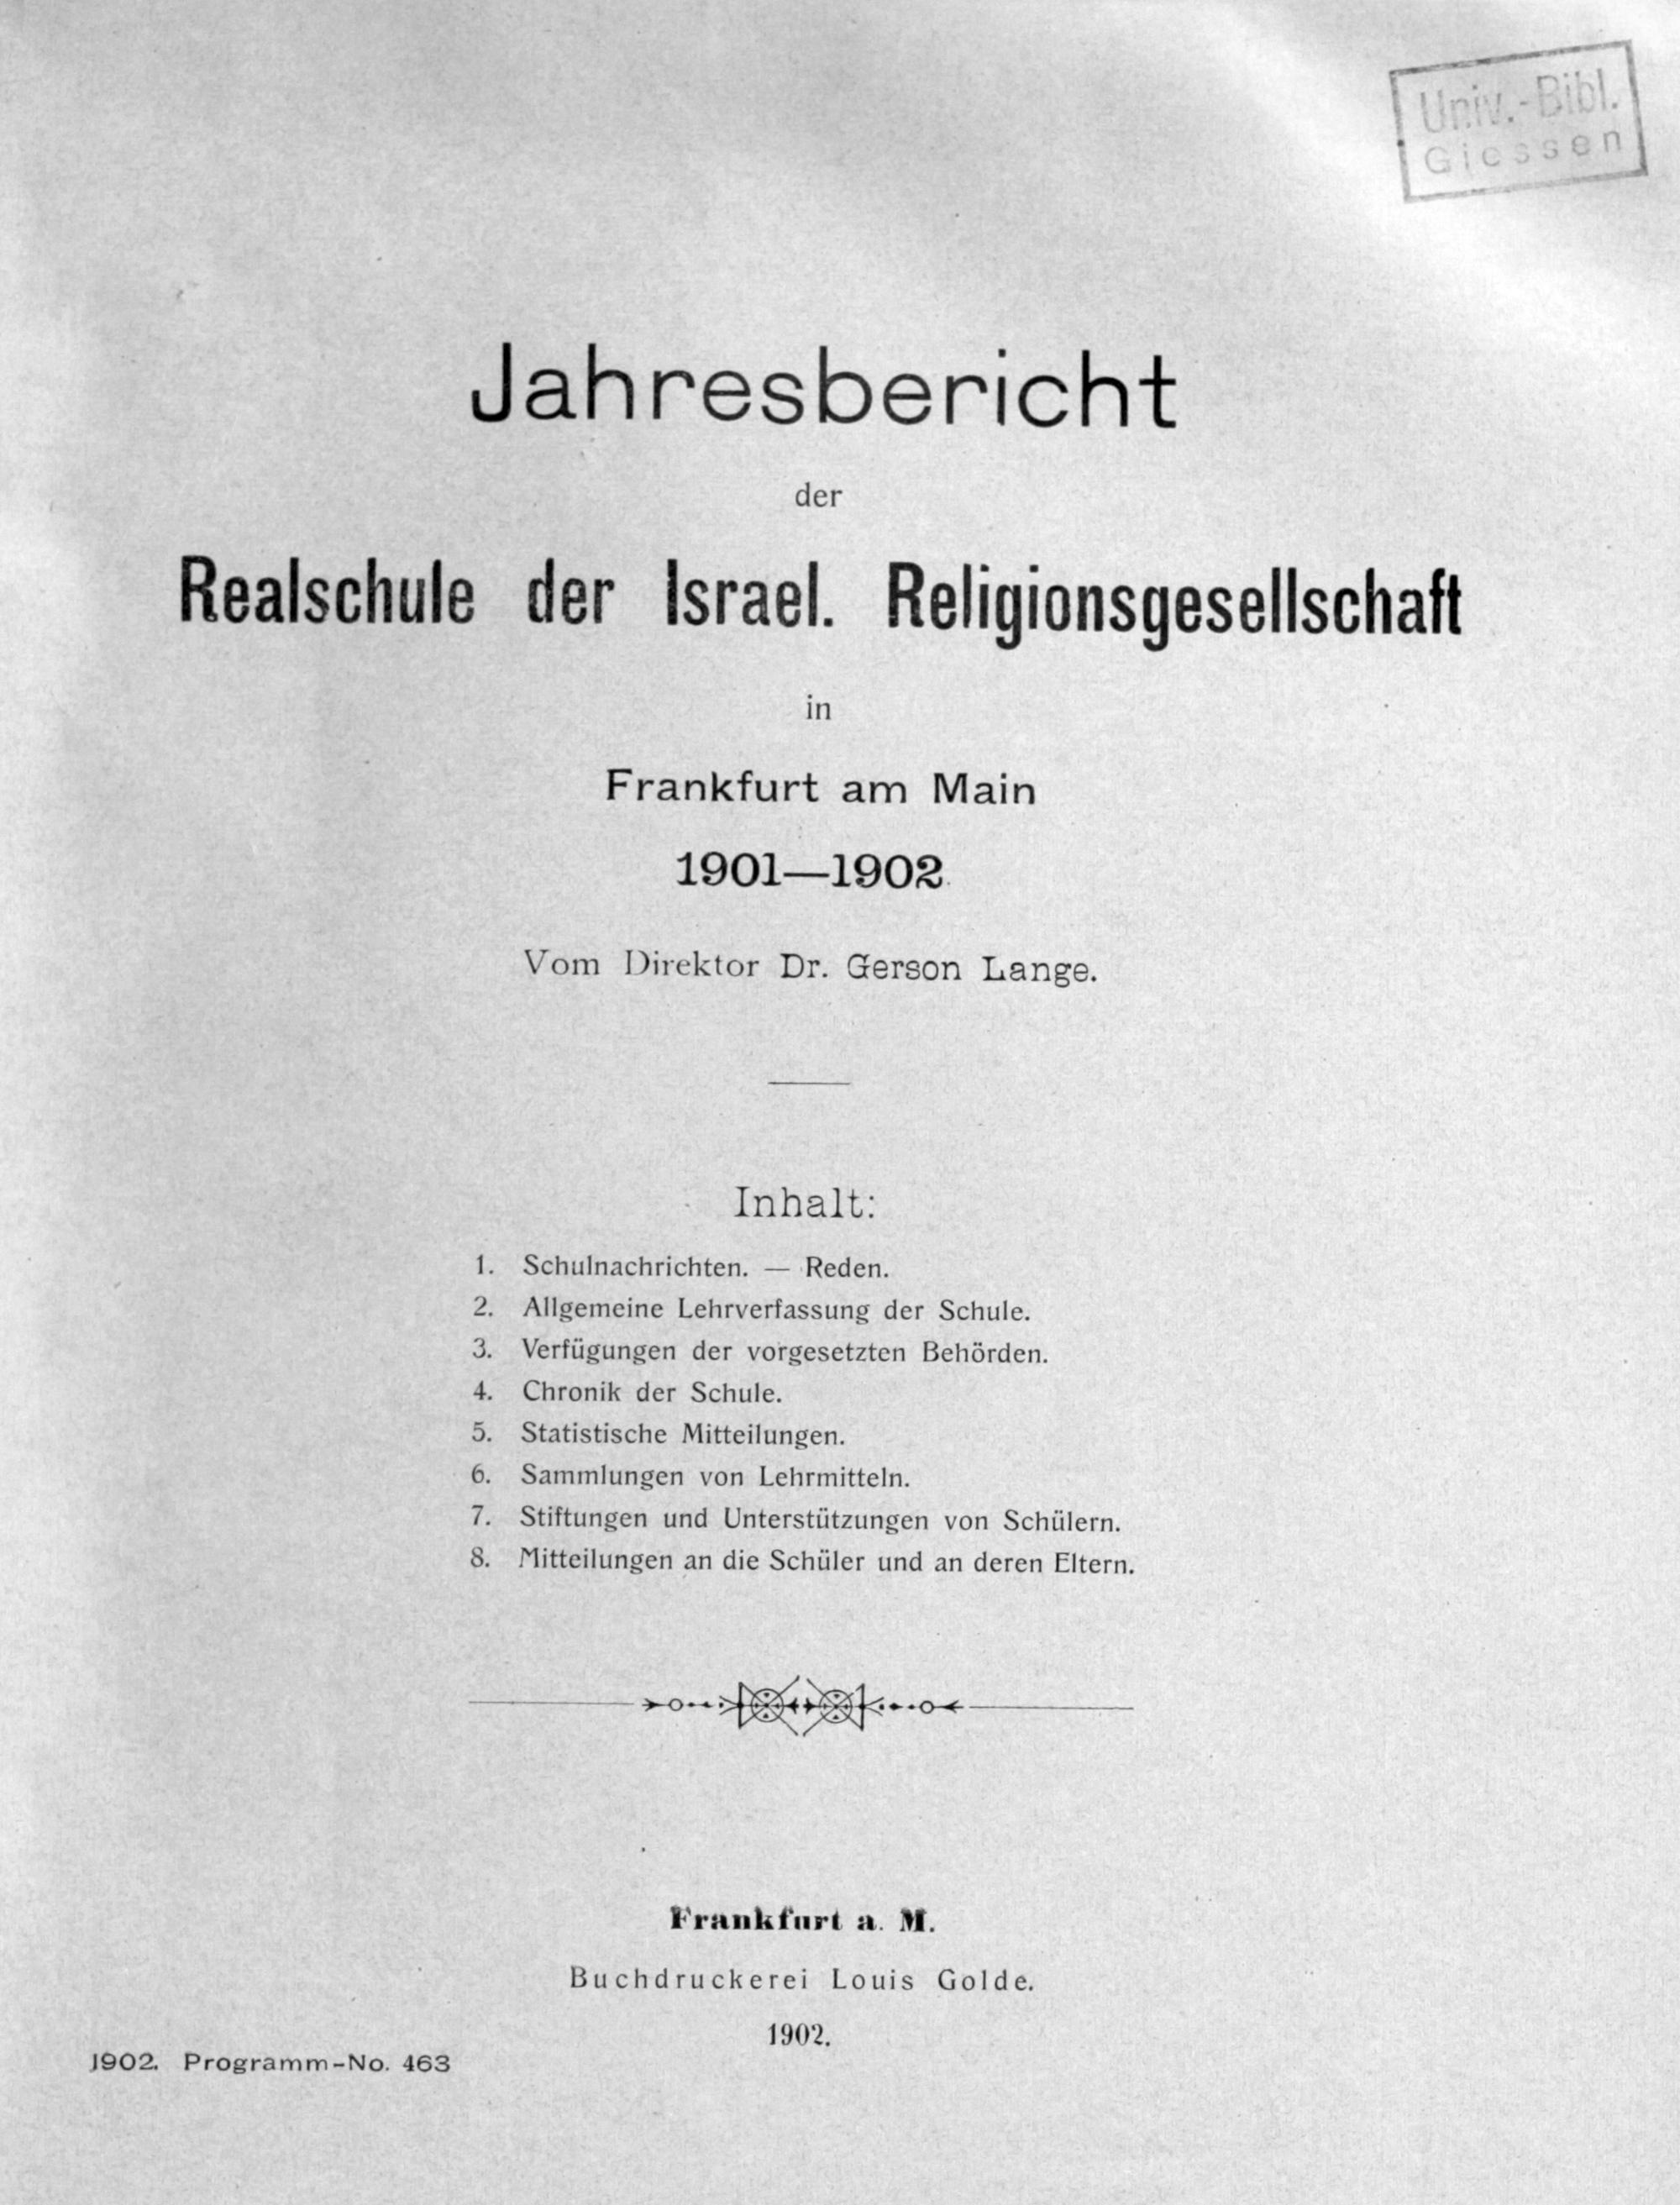 Univ.-Bibl.
Giessen
Jahresbericht
der
Realschule der Israel. Religionsgesellschaft
in
Frankfurt am Main
1901—1902.
Vom Direktor Dr. Gerson Lange.
Inhalt:
1. Schulnachrichten. — Reden.
2. Allgemeine Lehrverfassung der Schule.
3. Verfügungen der vorgesetzten Behörden.
4. Chronik der Schule.
5. Statistische Mitteilungen.
6. Sammlungen von Lehrmitteln.
7. Stiftungen und Unterstützungen von Schülern.
8. Mitteilungen an die Schüler und an deren Eltern.
Frankfurt a. M.
Buchdruckerei Louis Golde.
1902.
1902. Programm-No. 463